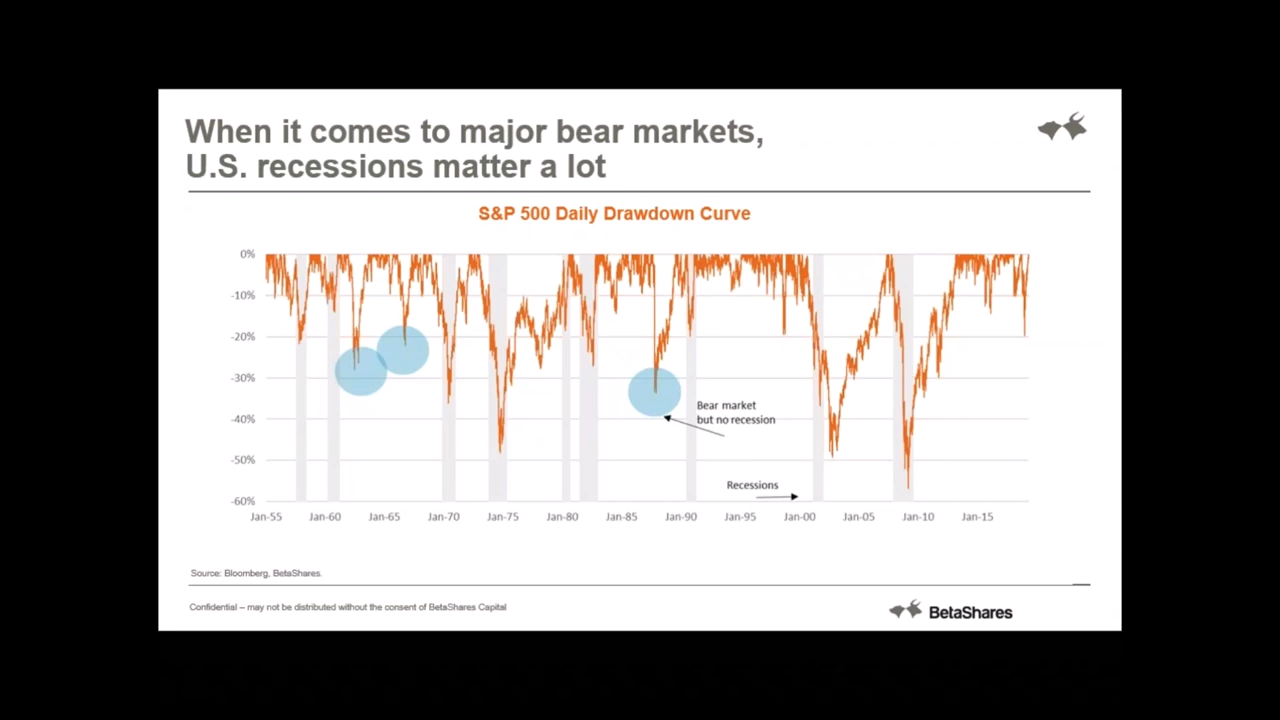 When it comes to major bear markets,
U.S. recessions matter a lot
S&P 500 Daily Drawdown Curve
0%
-10%
-20%
-30%
-40%
-50%
-60%
Bear market
but no recession
Recessions
Jan-55 Jan-60 Jan-65 Jan-70 Jan-75 Jan-80 Jan-85 Jan-90 Jan-95 Jan-00 Jan-05 Jan-10 Jan-15
Source: Bloomberg, BetaShares.
Confidential – may not be distributed without the consent of BetaShares Capital
BetaShares